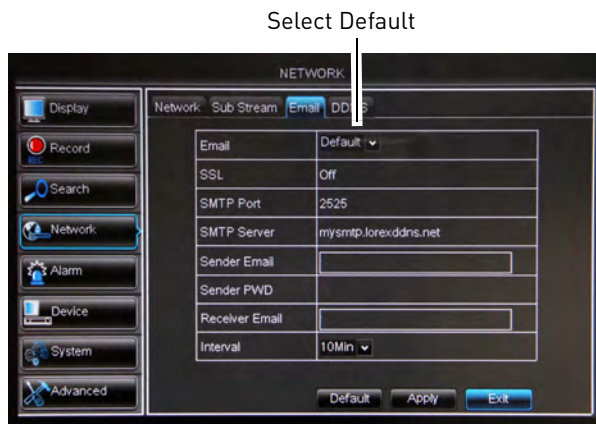 Select Default
NETWORK
Network Sub Stream Email DDNS
Display
Record
REC
Search
Network
Alarm
Device
System
Advanced
Email Default
SSL Off
SMTP Port 2525
SMTP Server mysmtp.lorexddns.net
Sender Email
Sender PWD
Receiver Email
Interval 10Min
Default Apply Exit